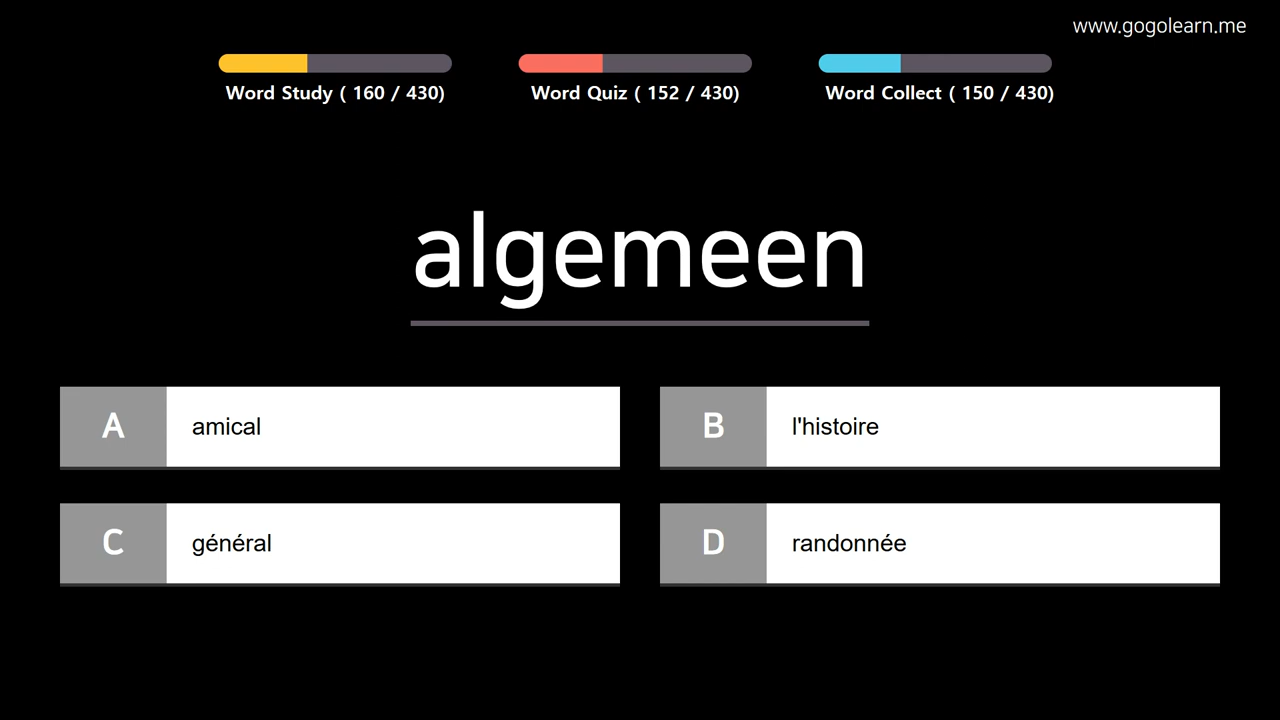 www.gogolearn.me
Word Study ( 160 / 430)
Word Quiz ( 152 / 430)
Word Collect ( 150 / 430)
algemeen
A amical
B l'histoire
C général
D randonnée